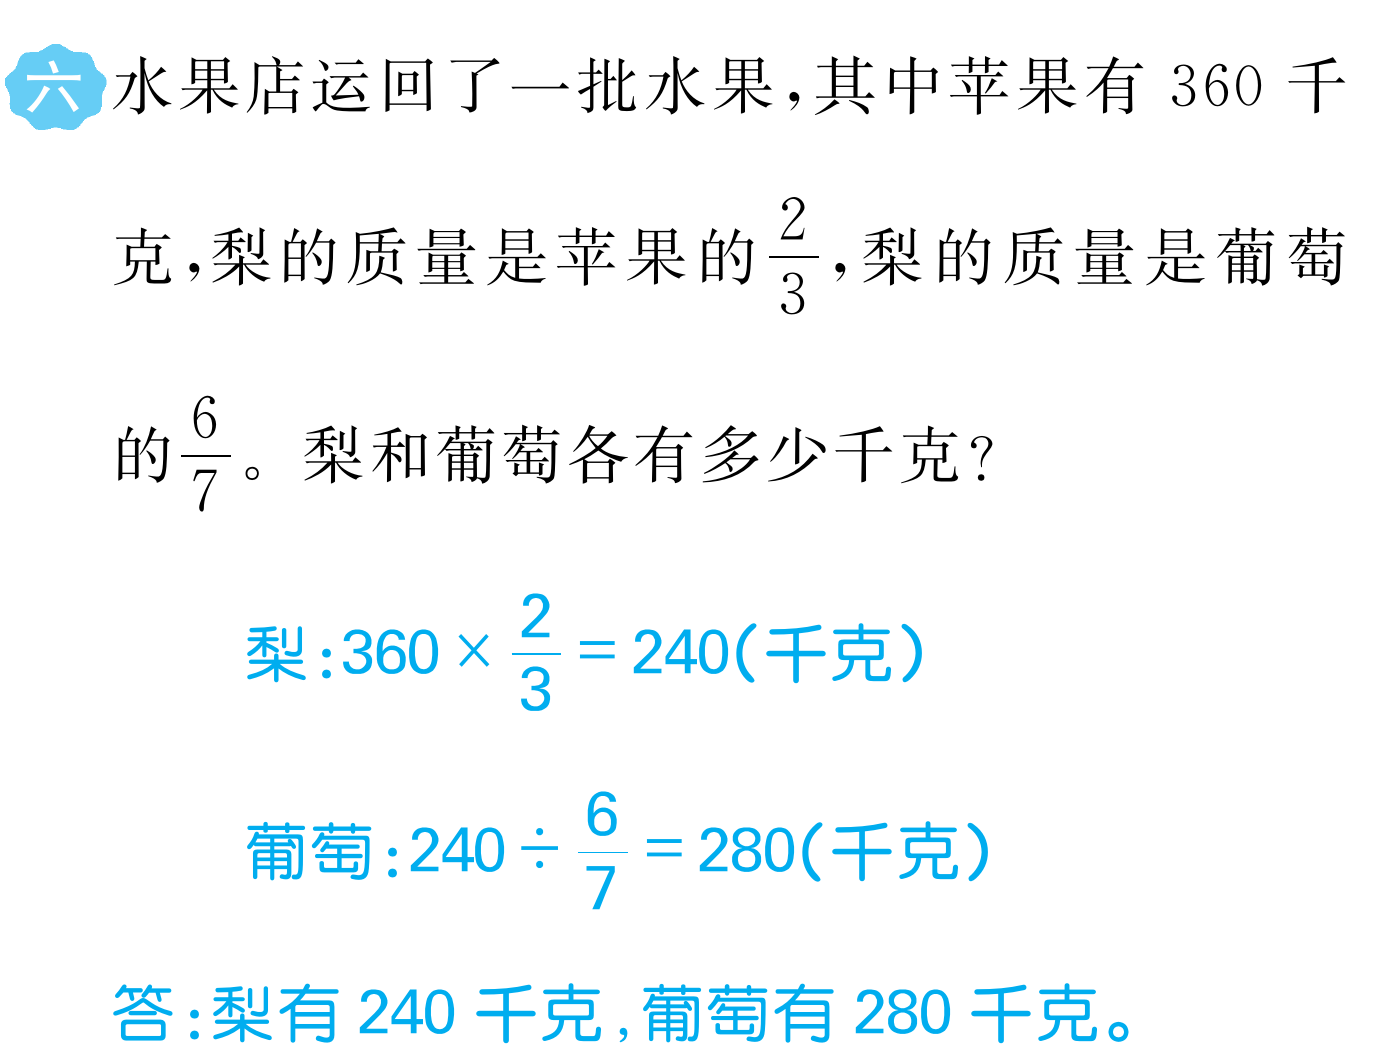 六 水果店运回了一批水果,其中苹果有 360 千
克,梨的质量是苹果的2/3,梨的质量是葡萄
的6/7。梨和葡萄各有多少千克?
梨:360 × 2/3 = 240(千克)
葡萄:240 ÷ 6/7 = 280(千克)
答:梨有 240 千克,葡萄有 280 千克。